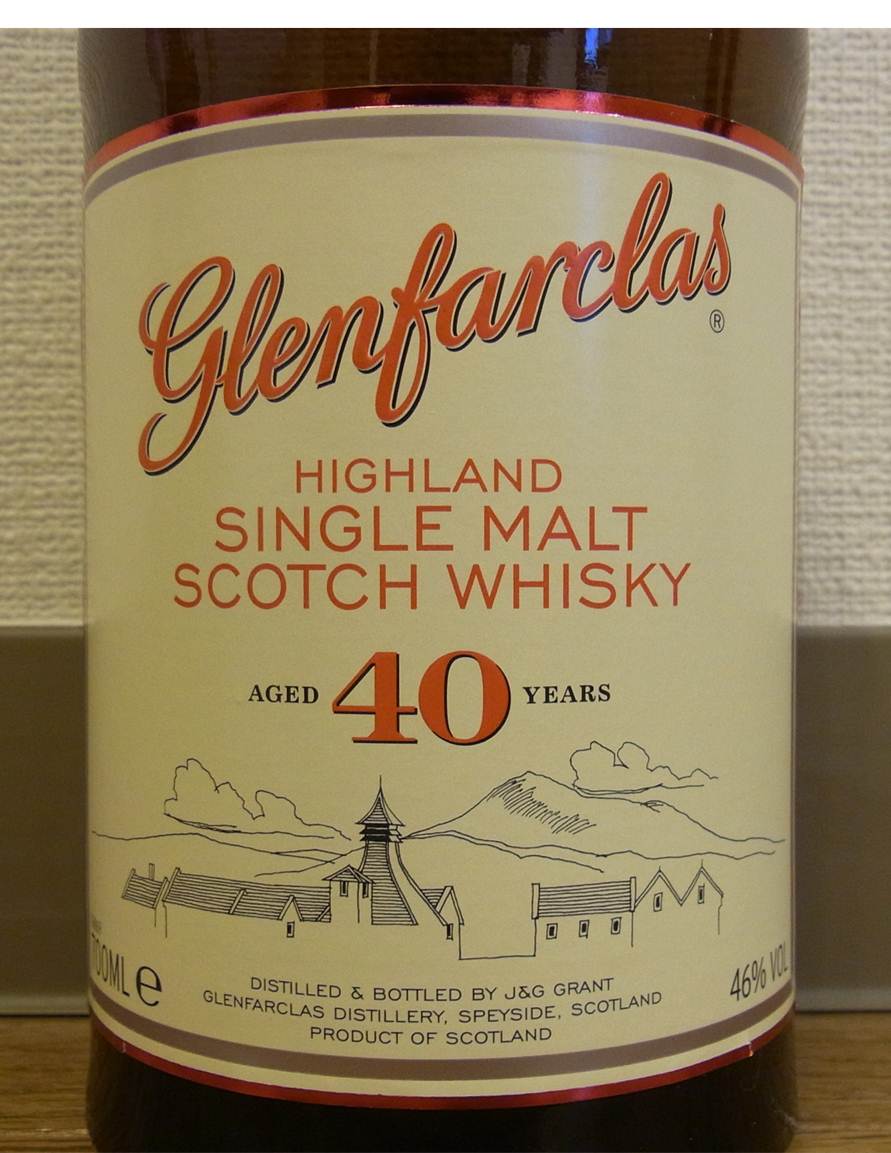 Glenfarclas
®
HIGHLAND
SINGLE MALT
SCOTCH WHISKY
AGED 40 YEARS
700ML e
46% VOL
DISTILLED & BOTTLED BY J&G GRANT
GLENFARCLAS DISTILLERY, SPEYSIDE, SCOTLAND
PRODUCT OF SCOTLAND